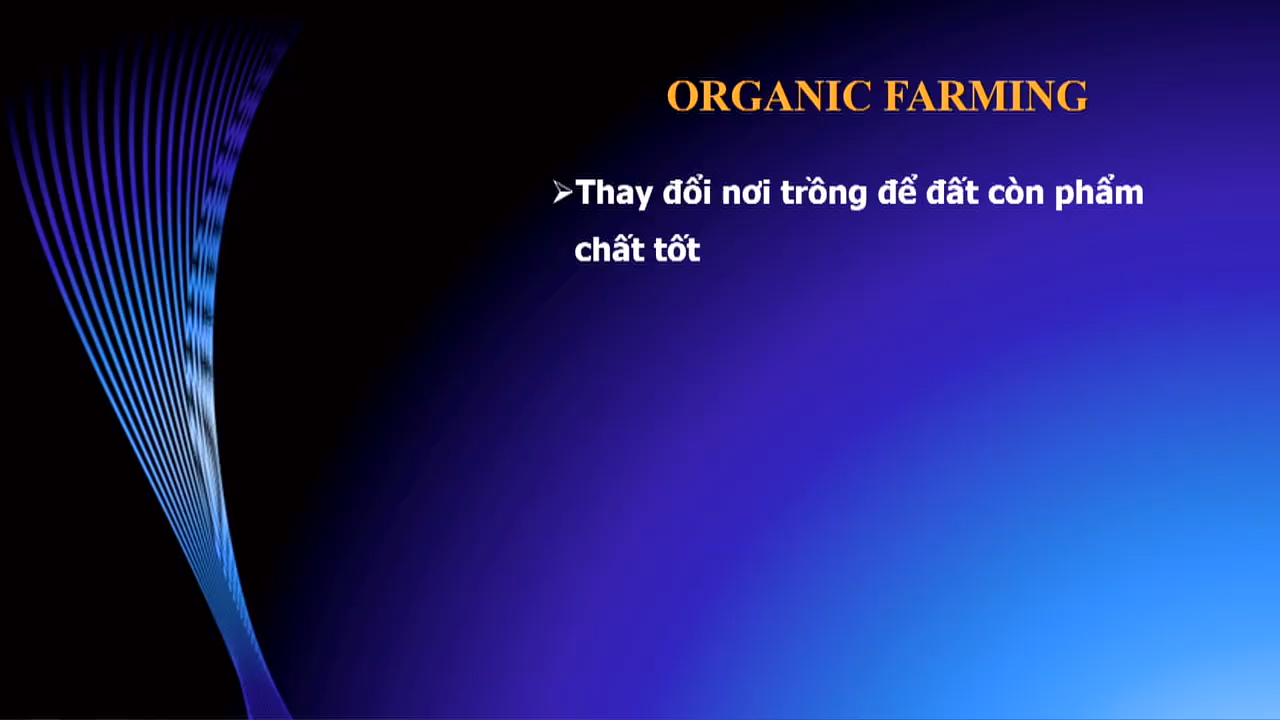 ORGANIC FARMING
➢Thay đổi nơi trồng để đất còn phẩm
chất tốt